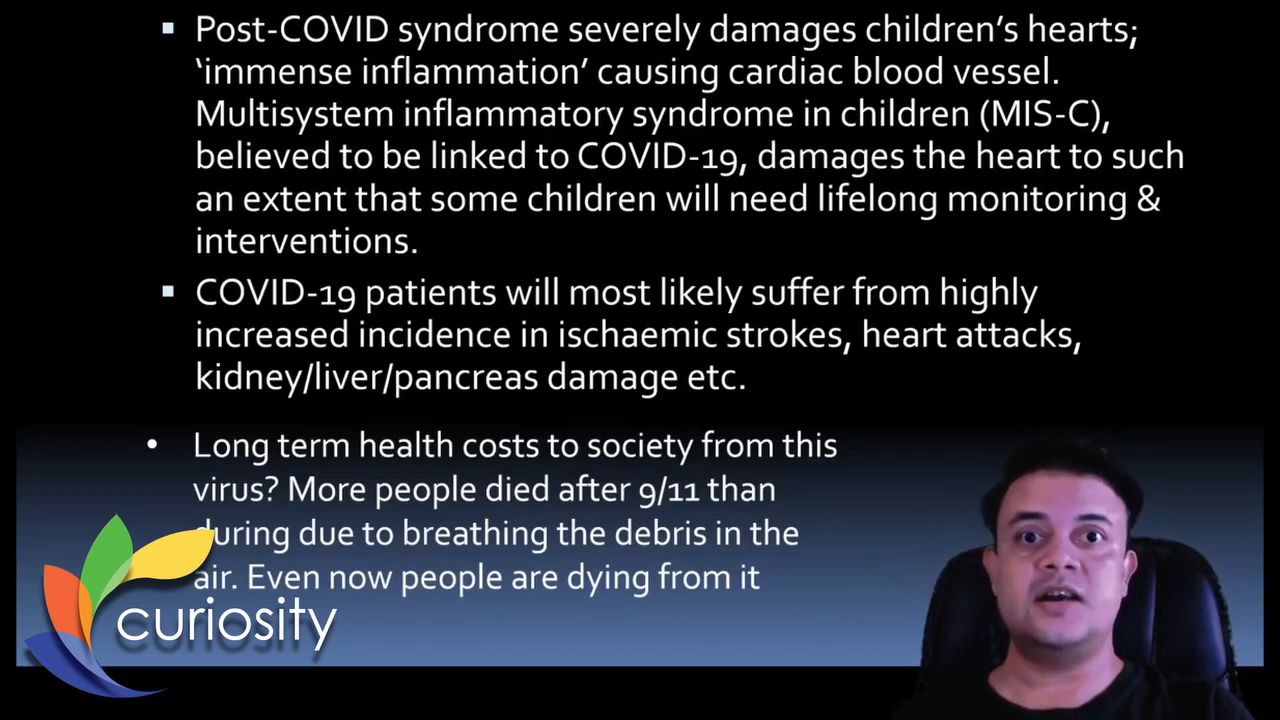 ▪ Post-COVID syndrome severely damages children's hearts;
‘immense inflammation’ causing cardiac blood vessel.
Multisystem inflammatory syndrome in children (MIS-C),
believed to be linked to COVID-19, damages the heart to such
an extent that some children will need lifelong monitoring &
interventions.
▪ COVID-19 patients will most likely suffer from highly
increased incidence in ischaemic strokes, heart attacks,
kidney/liver/pancreas damage etc.
• Long term health costs to society from this
virus? More people died after 9/11 than
during due to breathing the debris in the
air. Even now people are dying from it
curiosity